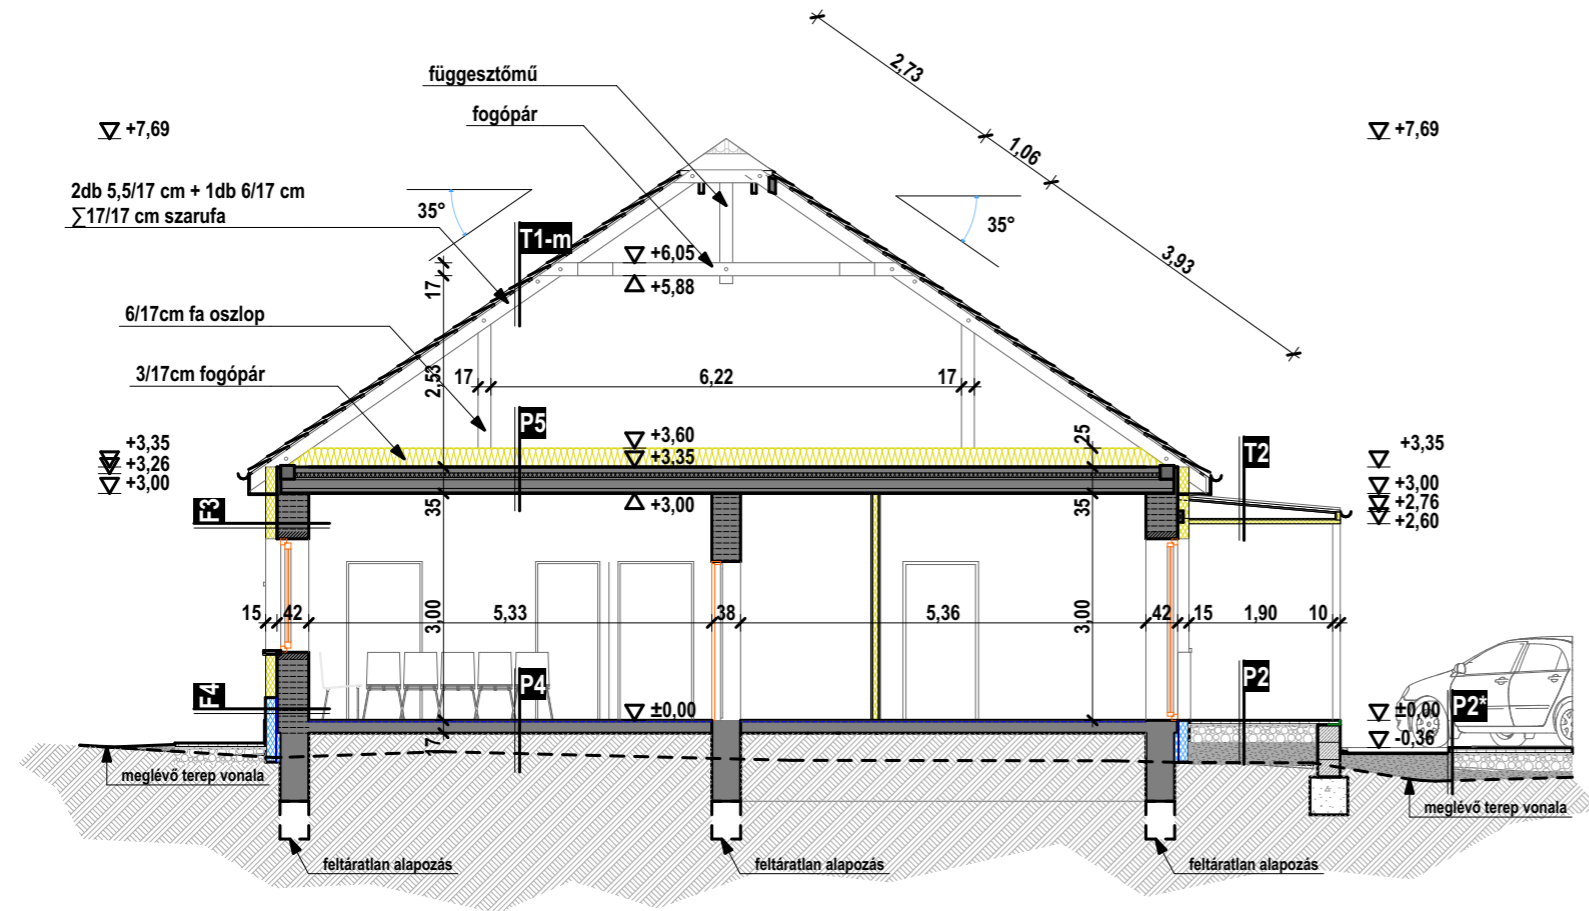 függesztőmű
fogópár
2,73
1,06
3,93
+7,69
+7,69
2db 5,5/17 cm + 1db 6/17 cm
∑17/17 cm szarufa
35°
35°
T1-m
+6,05
+5,88
17
6/17cm fa oszlop
3/17cm fogópár
2,53
17
6,22
17
P5
+3,60
+3,35
25
+3,35
+3,26
+3,00
+3,35
+3,00
+2,76
+2,60
T2
F3
35
+3,00
35
15
42
3,00
5,33
38
5,36
3,00
42
15
1,90
10
F4
P4
P2
P2*
±0,00
±0,00
-0,36
17
meglévő terep vonala
meglévő terep vonala
feltáratlan alapozás
feltáratlan alapozás
feltáratlan alapozás